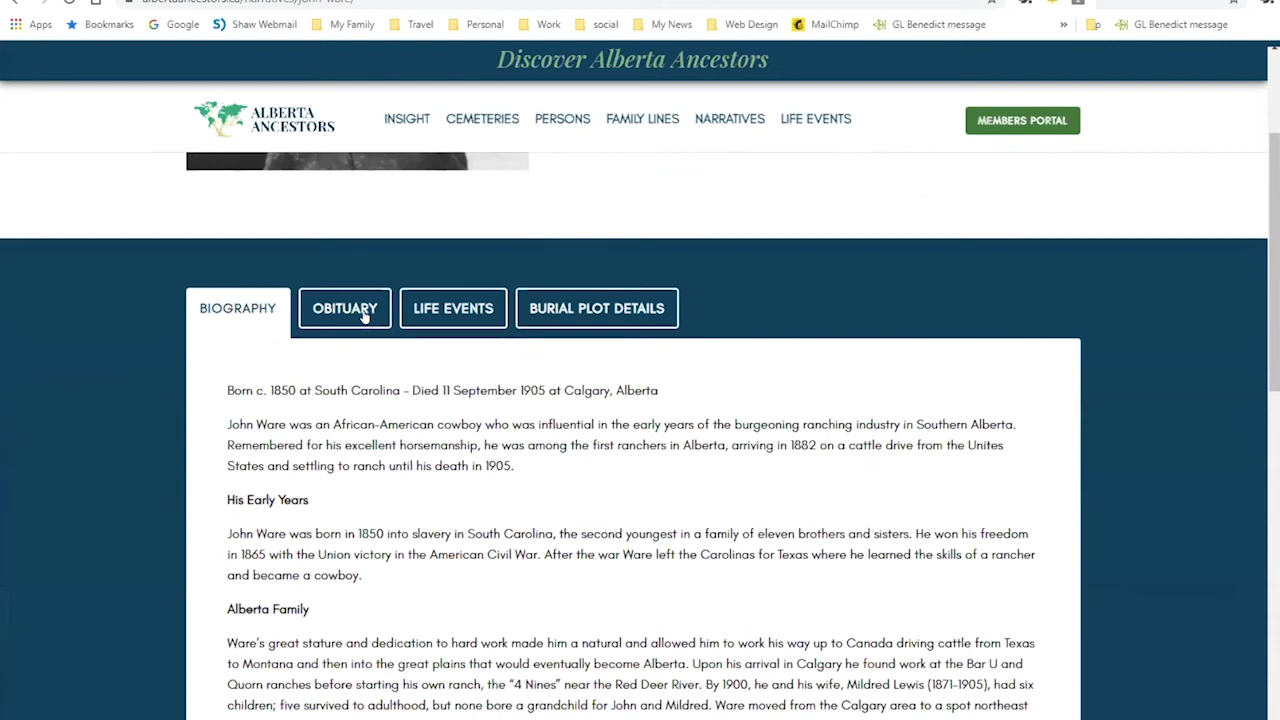 albertaancestors.ca/narratives/john-ware/
Apps Bookmarks Google Shaw Webmail My Family Travel Personal Work social My News Web Design MailChimp GL Benedict message » p GL Benedict message
Discover Alberta Ancestors
ALBERTA
ANCESTORS
INSIGHT CEMETERIES PERSONS FAMILY LINES NARRATIVES LIFE EVENTS
MEMBERS PORTAL
BIOGRAPHY OBITUARY LIFE EVENTS BURIAL PLOT DETAILS
Born c. 1850 at South Carolina - Died 11 September 1905 at Calgary, Alberta
John Ware was an African-American cowboy who was influential in the early years of the burgeoning ranching industry in Southern Alberta.
Remembered for his excellent horsemanship, he was among the first ranchers in Alberta, arriving in 1882 on a cattle drive from the Unites
States and settling to ranch until his death in 1905.
His Early Years
John Ware was born in 1850 into slavery in South Carolina, the second youngest in a family of eleven brothers and sisters. He won his freedom
in 1865 with the Union victory in the American Civil War. After the war Ware left the Carolinas for Texas where he learned the skills of a rancher
and became a cowboy.
Alberta Family
Ware's great stature and dedication to hard work made him a natural and allowed him to work his way up to Canada driving cattle from Texas
to Montana and then into the great plains that would eventually become Alberta. Upon his arrival in Calgary he found work at the Bar U and
Quorn ranches before starting his own ranch, the "4 Nines" near the Red Deer River. By 1900, he and his wife, Mildred Lewis (1871-1905), had six
children; five survived to adulthood, but none bore a grandchild for John and Mildred. Ware moved from the Calgary area to a spot northeast